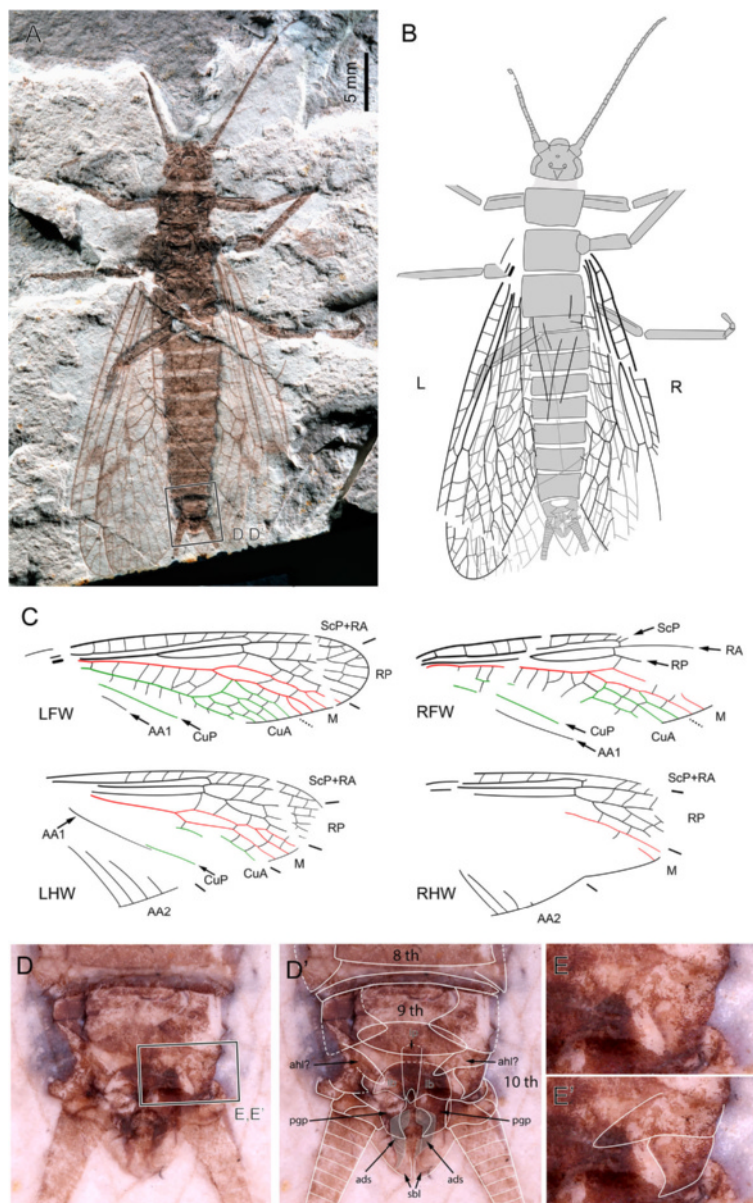 A
5 mm
D,D'
B
L
R
C
ScP+RA
RP
M
CuA
CuP
AA1
LFW
ScP
RA
RP
M
CuA
CuP
AA1
RFW
ScP+RA
RP
M
CuA
CuP
AA1
AA2
LHW
ScP+RA
RP
M
AA2
RHW
D
E,E'
D'
8 th
9 th
ahl?
ahl?
10 th
pgp
pgp
ads
ads
sbl
E
E'